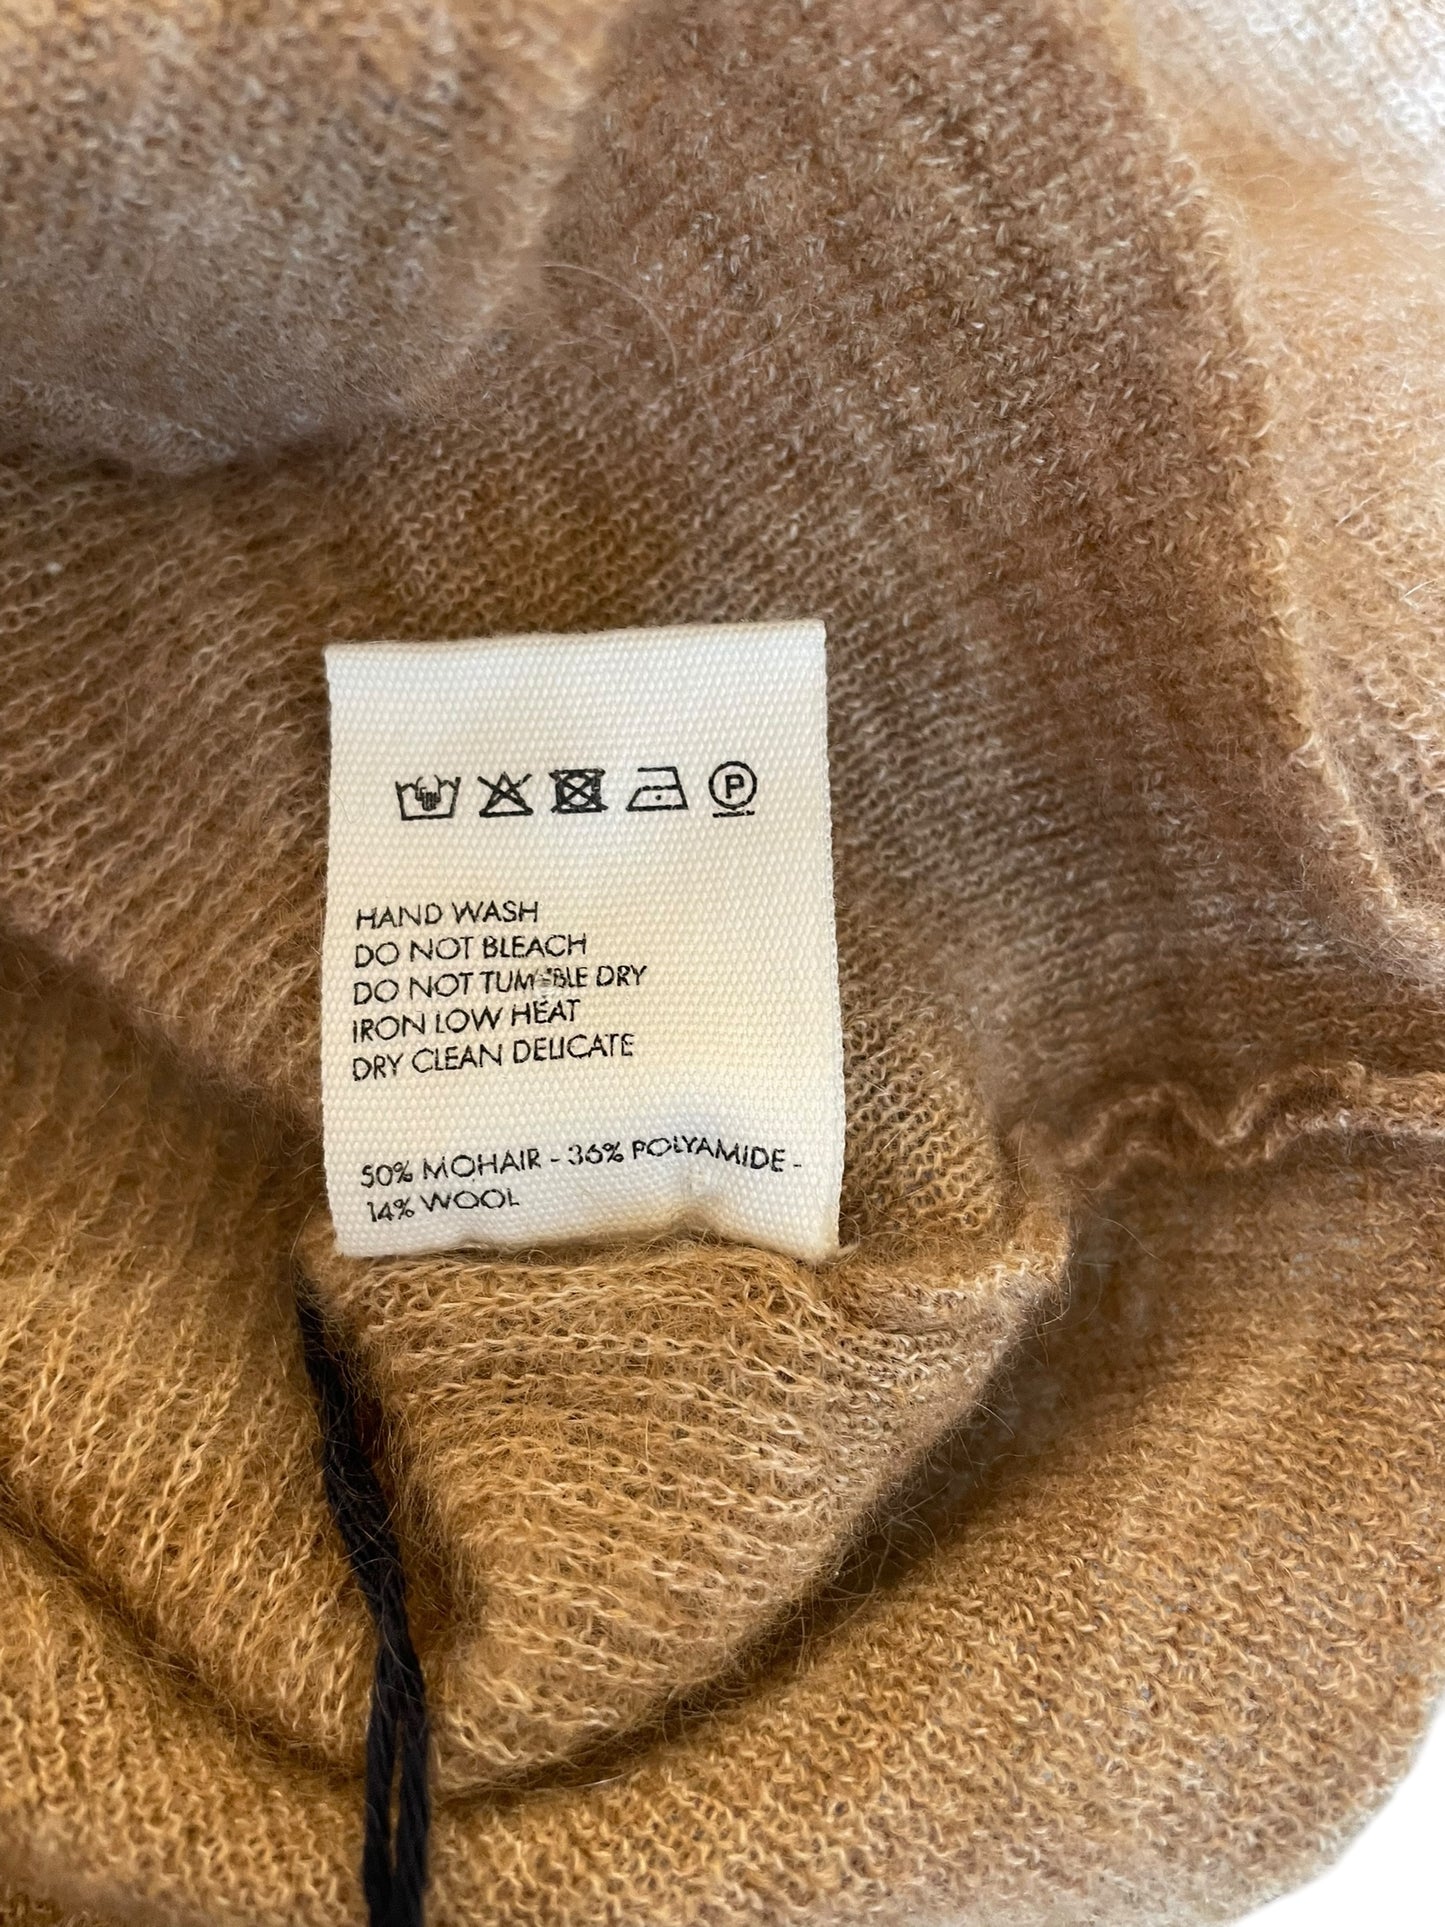 P
HAND WASH
DO NOT BLEACH
DO NOT TUMBLE DRY
IRON LOW HEAT
DRY CLEAN DELICATE
50% MOHAIR - 36% POLYAMIDE -
14% WOOL